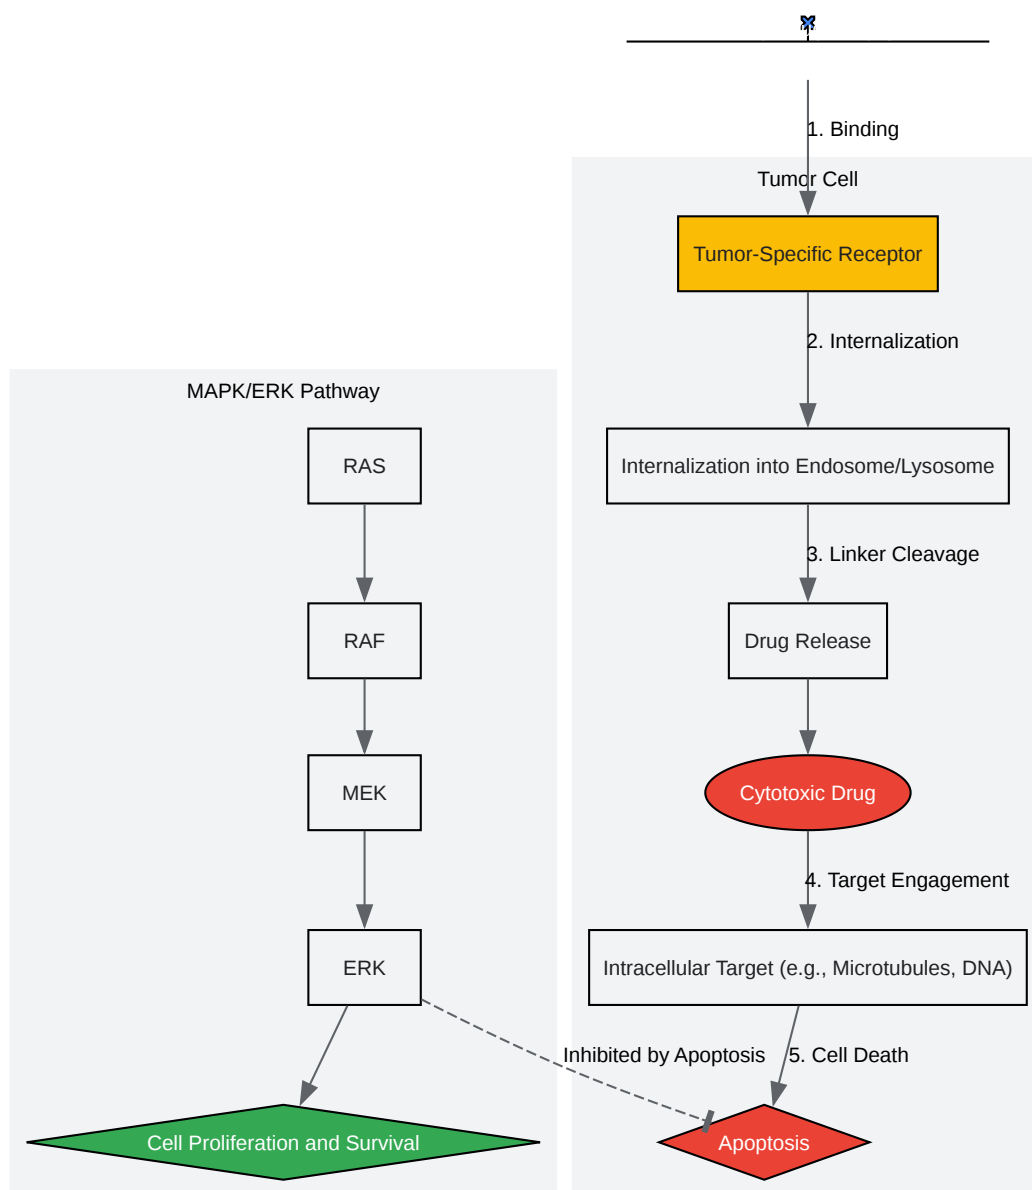 1. Binding
Tumor Cell
Tumor-Specific Receptor
2. Internalization
MAPK/ERK Pathway
RAS
Internalization into Endosome/Lysosome
3. Linker Cleavage
RAF
Drug Release
MEK
Cytotoxic Drug
4. Target Engagement
ERK
Intracellular Target (e.g., Microtubules, DNA)
Inhibited by Apoptosis
5. Cell Death
Cell Proliferation and Survival
Apoptosis